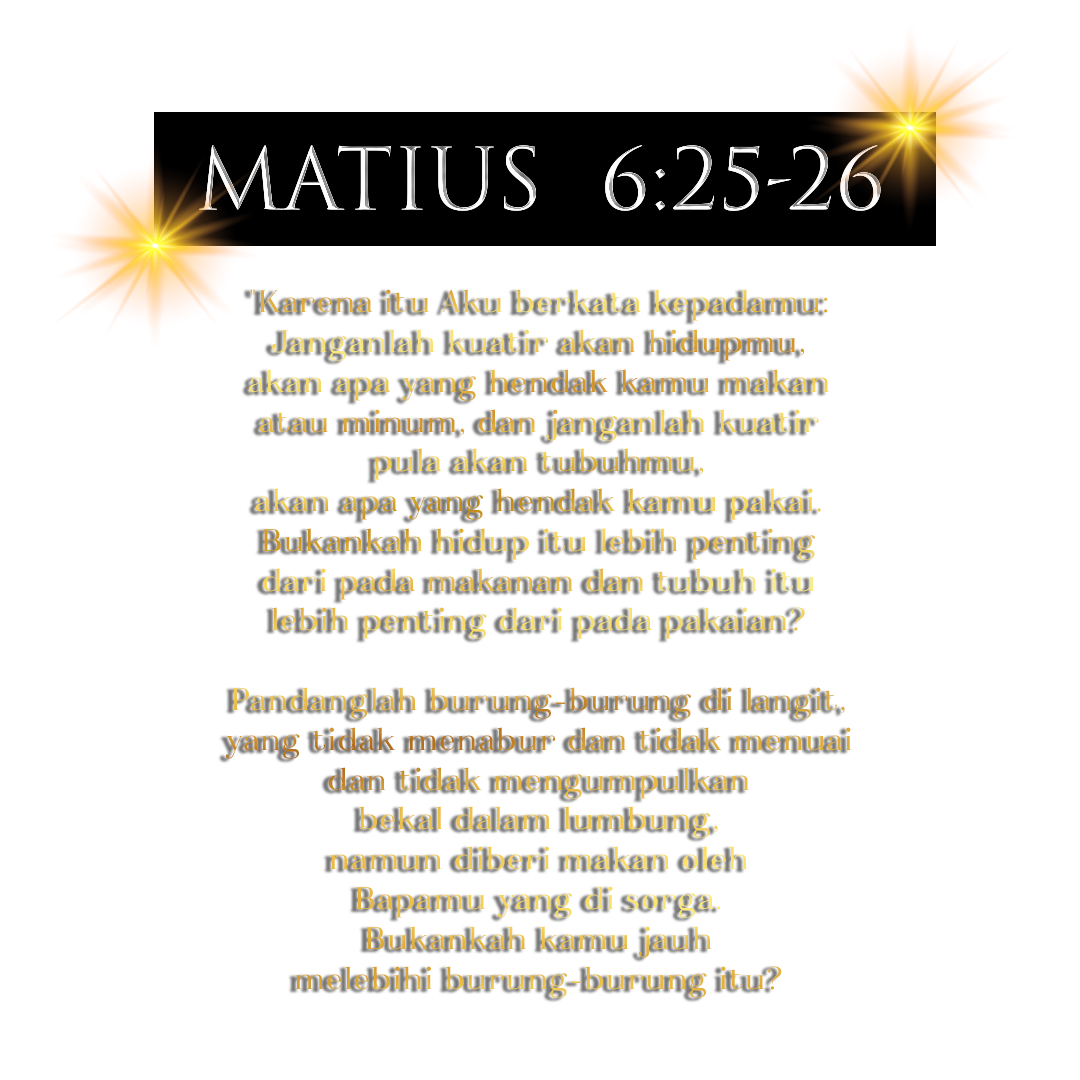 MATIUS 6:25-26
"Karena itu Aku berkata kepadamu:
Janganlah kuatir akan hidupmu,
akan apa yang hendak kamu makan
atau minum, dan janganlah kuatir
pula akan tubuhmu,
akan apa yang hendak kamu pakai.
Bukankah hidup itu lebih penting
dari pada makanan dan tubuh itu
lebih penting dari pada pakaian?
Pandanglah burung-burung di langit,
yang tidak menabur dan tidak menuai
dan tidak mengumpulkan
bekal dalam lumbung,
namun diberi makan oleh
Bapamu yang di sorga.
Bukankah kamu jauh
melebihi burung-burung itu?